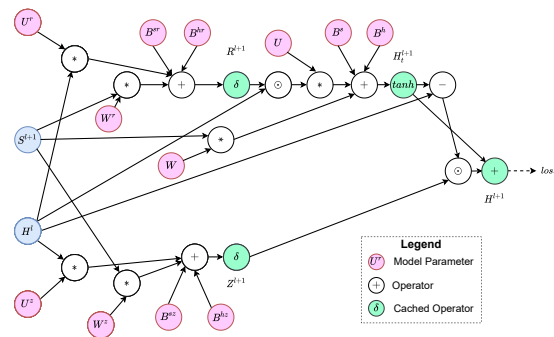 U^r
B^{sr} B^{hr} R^{l+1} U B^s B^h H_t^{l+1}
*
* + δ ⊙ * + tanh −
W^r
S^{l+1} *
W ⊙ + los
H^{l+1}
H^l
* + δ
Z^{l+1}
*
U^z W^z B^{sz} B^{hz}
Legend
U^r Model Parameter
+ Operator
δ Cached Operator